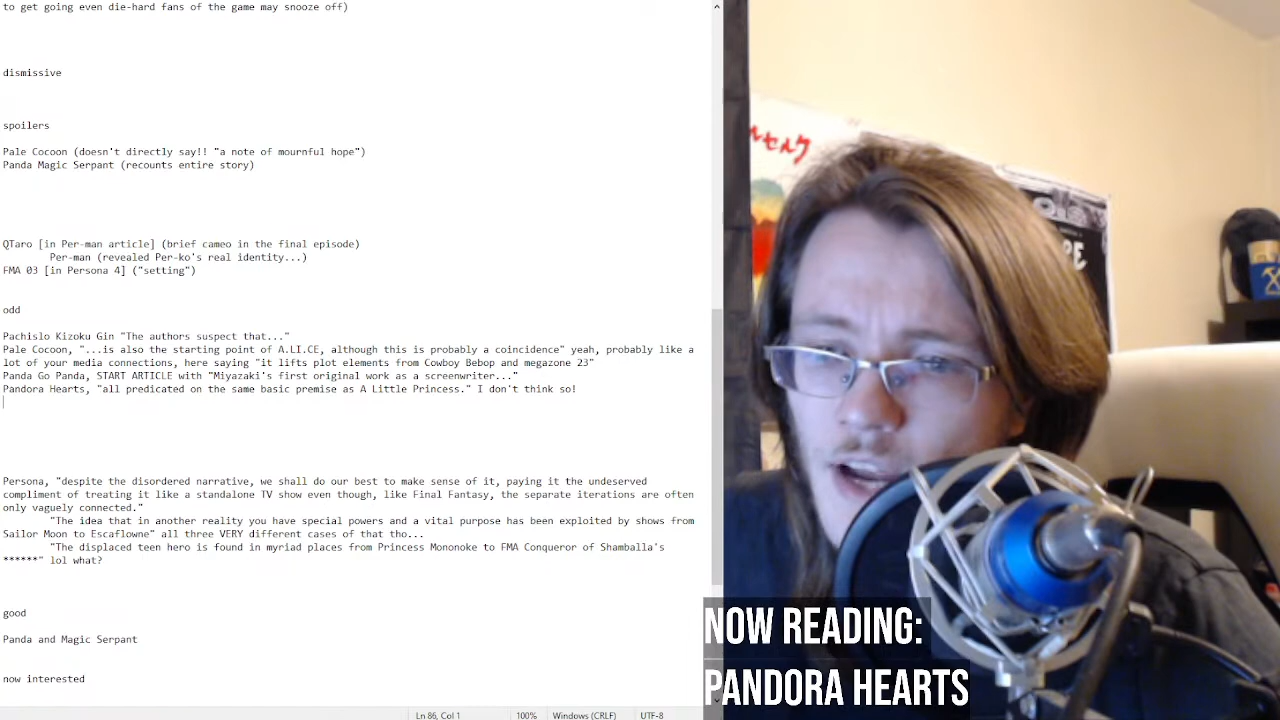 to get going even die-hard fans of the game may snooze off)
dismissive
spoilers
Pale Cocoon (doesn't directly say!! "a note of mournful hope")
Panda Magic Serpant (recounts entire story)
QTaro [in Per-man article] (brief cameo in the final episode)
Per-man (revealed Per-ko's real identity...)
FMA 03 [in Persona 4] ("setting")
odd
Pachislo Kizoku Gin "The authors suspect that..."
Pale Cocoon, "...is also the starting point of A.LI.CE, although this is probably a coincidence" yeah, probably like a
lot of your media connections, here saying "it lifts plot elements from Cowboy Bebop and megazone 23"
Panda Go Panda, START ARTICLE with "Miyazaki's first original work as a screenwriter..."
Pandora Hearts, "all predicated on the same basic premise as A Little Princess." I don't think so!
Persona, "despite the disordered narrative, we shall do our best to make sense of it, paying it the undeserved
compliment of treating it like a standalone TV show even though, like Final Fantasy, the separate iterations are often
only vaguely connected."
"The idea that in another reality you have special powers and a vital purpose has been exploited by shows from
Sailor Moon to Escaflowne" all three VERY different cases of that tho...
"The displaced teen hero is found in myriad places from Princess Mononoke to FMA Conqueror of Shamballa's
******" lol what?
good
Panda and Magic Serpant
now interested
Ln 86, Col 1 100% Windows (CRLF) UTF-8
ルセルク
NOW READING:
PANDORA HEARTS